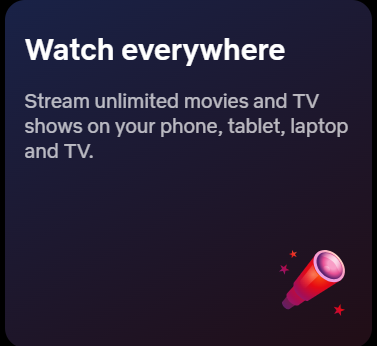 Watch everywhere
Stream unlimited movies and TV
shows on your phone, tablet, laptop
and TV.